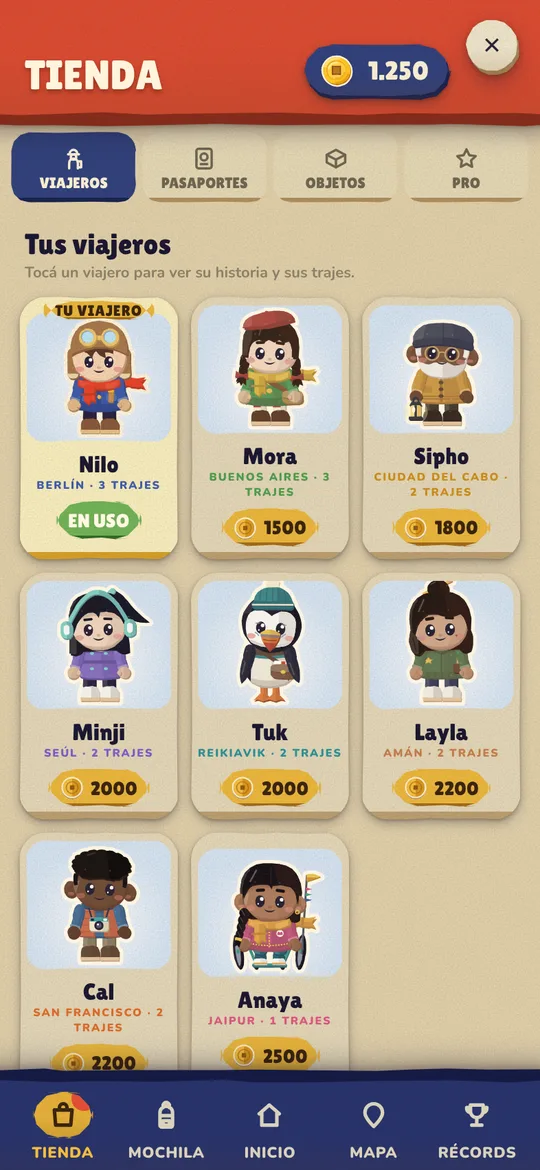 TIENDA
1.250
VIAJEROS
PASAPORTES
OBJETOS
PRO
Tus viajeros
Tocá un viajero para ver su historia y sus trajes.
TU VIAJERO
Nilo
BERLÍN · 3 TRAJES
EN USO
Mora
BUENOS AIRES · 3
TRAJES
1500
Sipho
CIUDAD DEL CABO ·
2 TRAJES
1800
Minji
SEÚL · 2 TRAJES
2000
Tuk
REIKIAVIK · 2 TRAJES
2000
Layla
AMÁN · 2 TRAJES
2200
Cal
SAN FRANCISCO · 2
TRAJES
2200
Anaya
JAIPUR · 1 TRAJES
2500
TIENDA
MOCHILA
INICIO
MAPA
RÉCORDS